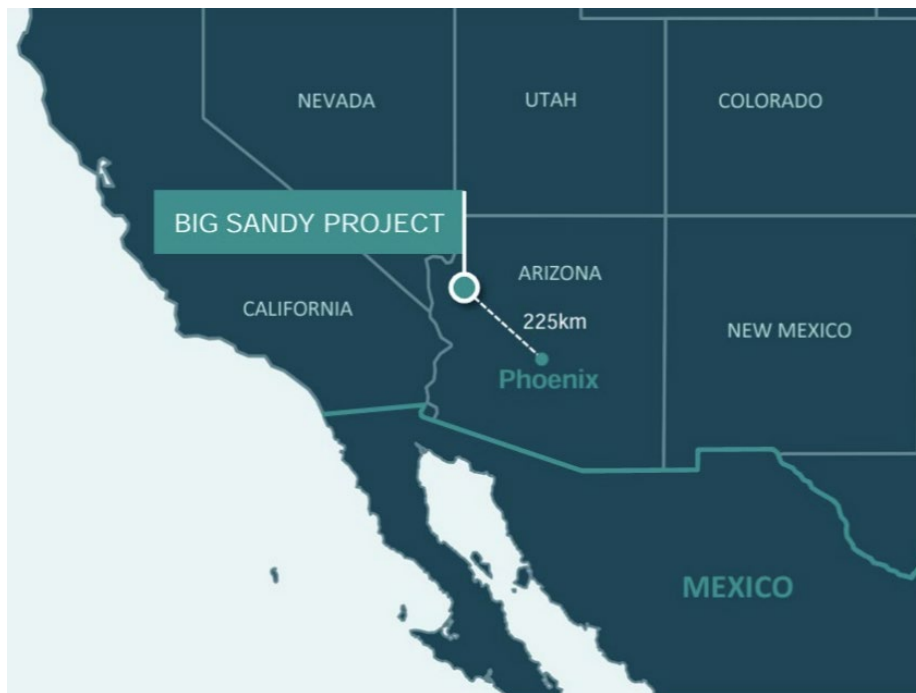 NEVADA
UTAH
COLORADO
BIG SANDY PROJECT
ARIZONA
CALIFORNIA
225km
NEW MEXICO
Phoenix
MEXICO